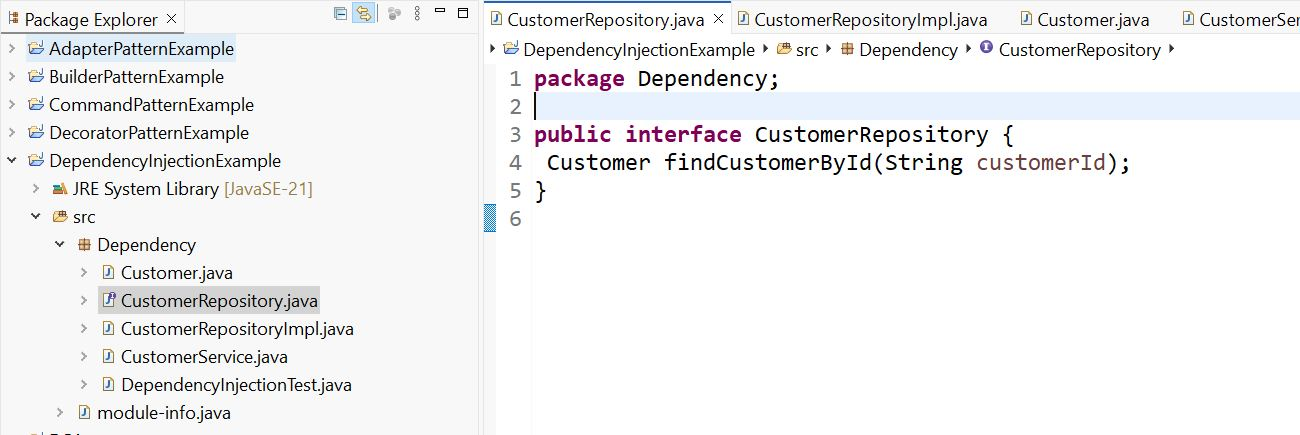 Package Explorer
AdapterPatternExample
BuilderPatternExample
CommandPatternExample
DecoratorPatternExample
DependencyInjectionExample
JRE System Library [JavaSE-21]
src
Dependency
Customer.java
CustomerRepository.java
CustomerRepositoryImpl.java
CustomerService.java
DependencyInjectionTest.java
module-info.java
CustomerRepository.java CustomerRepositoryImpl.java Customer.java CustomerSer
DependencyInjectionExample src Dependency CustomerRepository
1 package Dependency;
2
3 public interface CustomerRepository {
4 Customer findCustomerById(String customerId);
5 }
6